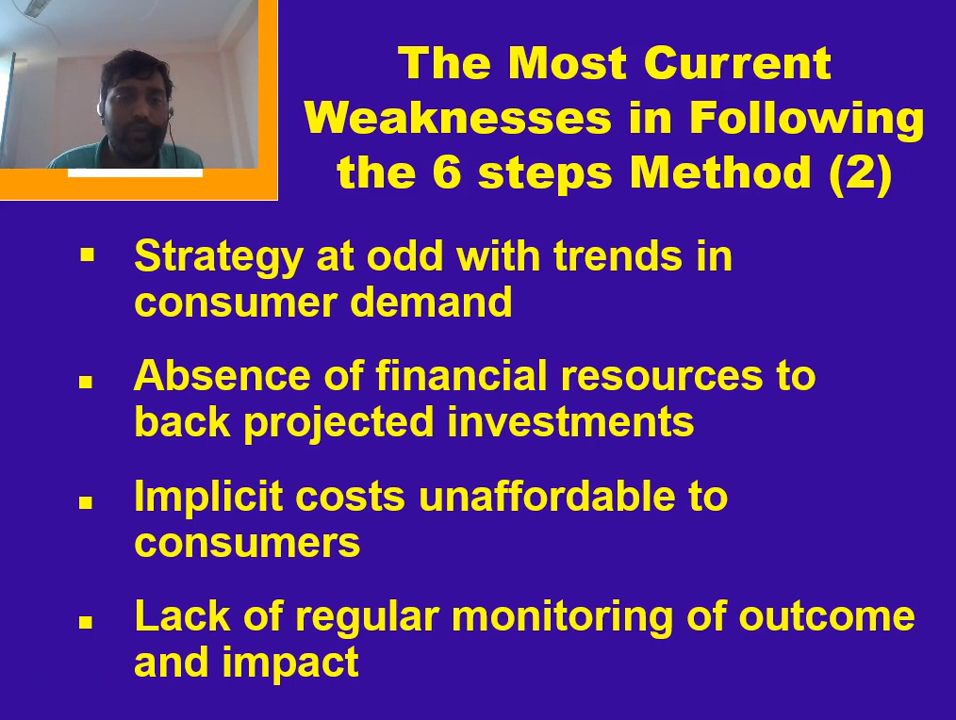 The Most Current
Weaknesses in Following
the 6 steps Method (2)
▪ Strategy at odd with trends in
consumer demand
▪ Absence of financial resources to
back projected investments
▪ Implicit costs unaffordable to
consumers
▪ Lack of regular monitoring of outcome
and impact